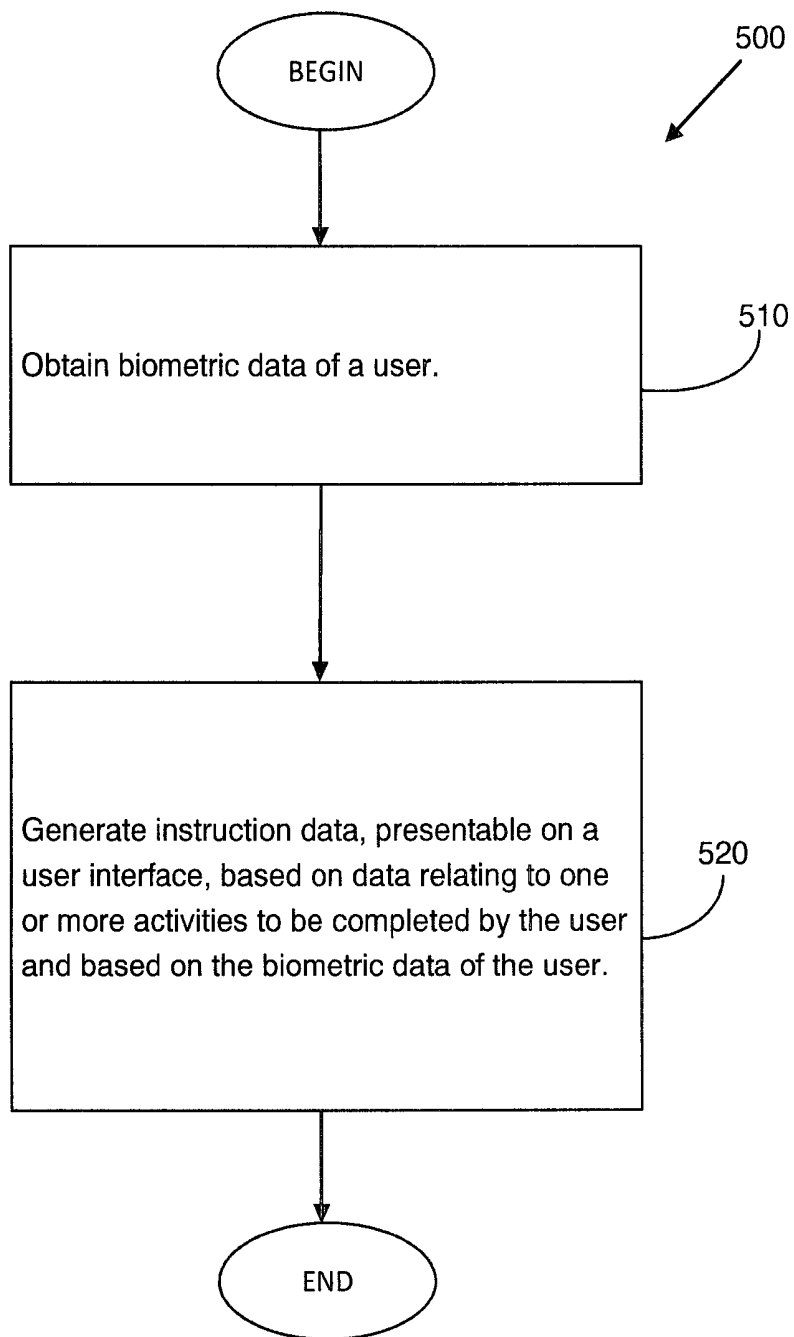 BEGIN
500
Obtain biometric data of a user.
510
Generate instruction data, presentable on a
user interface, based on data relating to one
or more activities to be completed by the user
and based on the biometric data of the user.
520
END